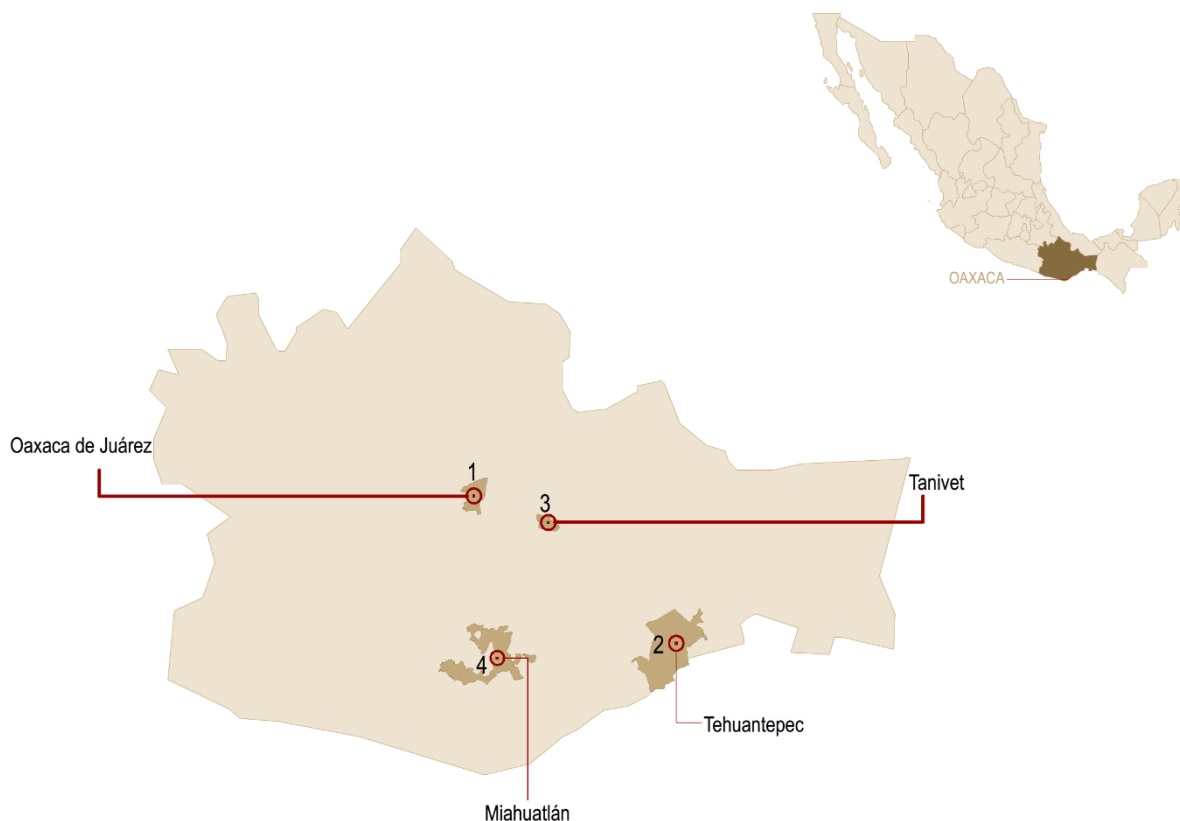 OAXACA
Oaxaca de Juárez
1
Tanivet
3
2
4
Tehuantepec
Miahuatlán